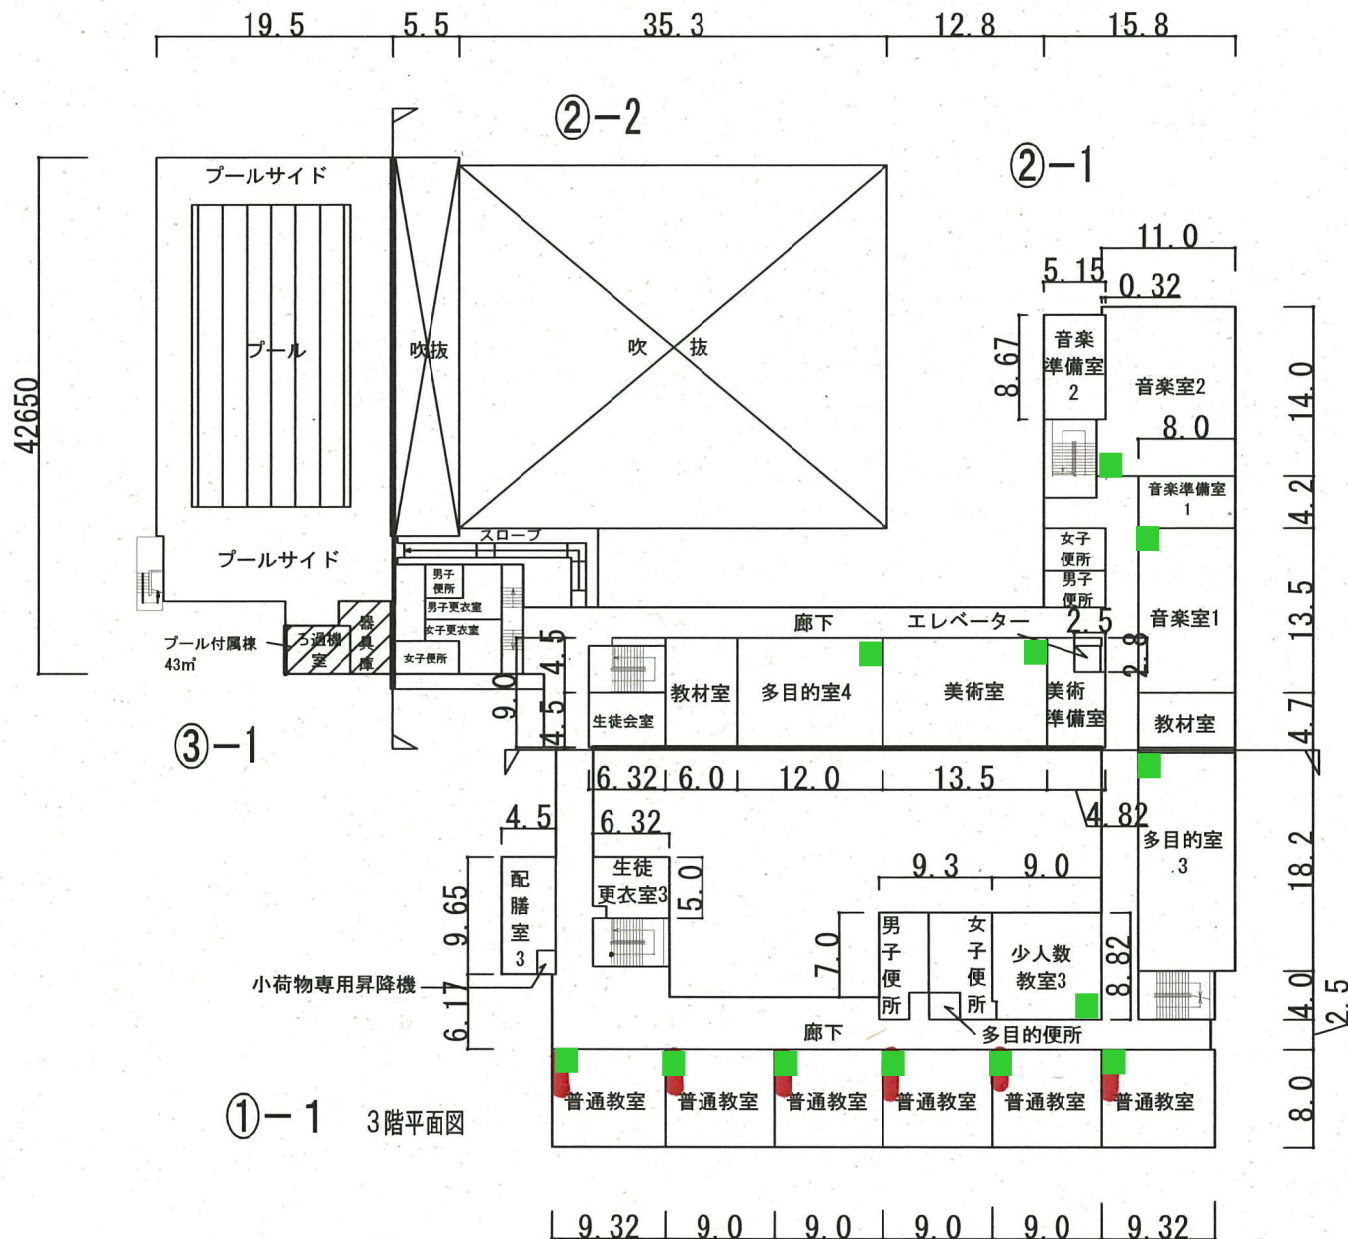 19.5
5.5
35.3
12.8
15.8
②-2
②-1
プールサイド
42650
11.0
5.15
0.32
プール
吹抜
吹 抜
8.67
音楽
準備室
2
音楽室2
14.0
8.0
音楽準備室
1
4.2
スロープ
プールサイド
男子
便所
男子更衣室
女子更衣室
女子便所
女子
便所
男子
便所
廊下
エレベーター
2.5
2.8
音楽室1
13.5
プール付属棟
43㎡
ろ過機
室
器具庫
9.0
4.5
4.5
生徒会室
教材室
多目的室4
美術室
美術
準備室
教材室
4.7
③-1
6.32
6.0
12.0
13.5
4.82
4.5
6.32
9.65
配膳室3
生徒
更衣室3
5.0
9.3
9.0
7.0
男子便所
女子便所
少人数
教室3
8.82
多目的室
3
18.2
小荷物専用昇降機
6.17
廊下
多目的便所
4.0
2.5
①-1
3階平面図
普通教室
普通教室
普通教室
普通教室
普通教室
普通教室
8.0
9.32
9.0
9.0
9.0
9.0
9.32